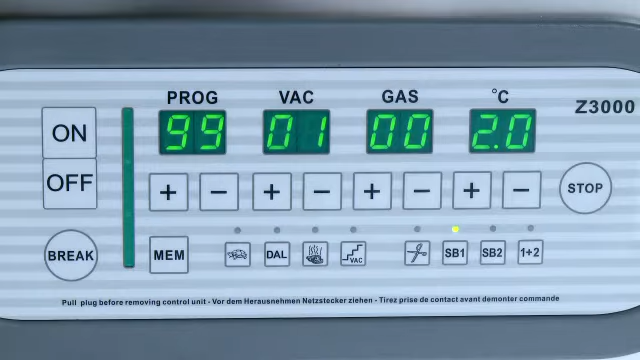 PROG VAC GAS °C
Z3000
ON 99 01 00 2.0
OFF + − + − + − + − STOP
BREAK MEM DAL VAC SB1 SB2 1+2
Pull plug before removing control unit - Vor dem Herausnehmen Netzstecker ziehen - Tirez prise de contact avant demonter commande